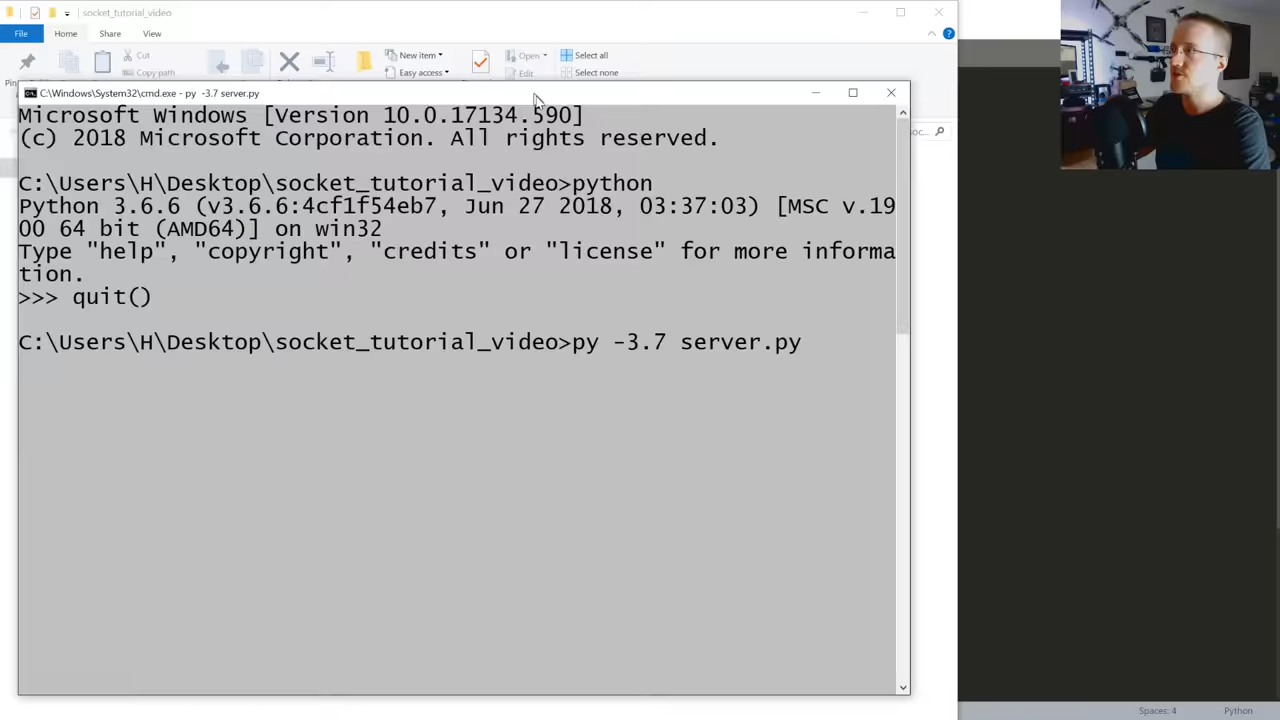 socket_tutorial_video
File
Home
Share
View
Cut
Copy path
New item
Easy access
Open
Edit
Select all
Select none
C:\Windows\System32\cmd.exe - py  -3.7 server.py
Microsoft Windows [Version 10.0.17134.590]
(c) 2018 Microsoft Corporation. All rights reserved.
C:\Users\H\Desktop\socket_tutorial_video>python
Python 3.6.6 (v3.6.6:4cf1f54eb7, Jun 27 2018, 03:37:03) [MSC v.19
00 64 bit (AMD64)] on win32
Type "help", "copyright", "credits" or "license" for more informa
tion.
>>> quit()
C:\Users\H\Desktop\socket_tutorial_video>py -3.7 server.py
Spaces: 4
Python